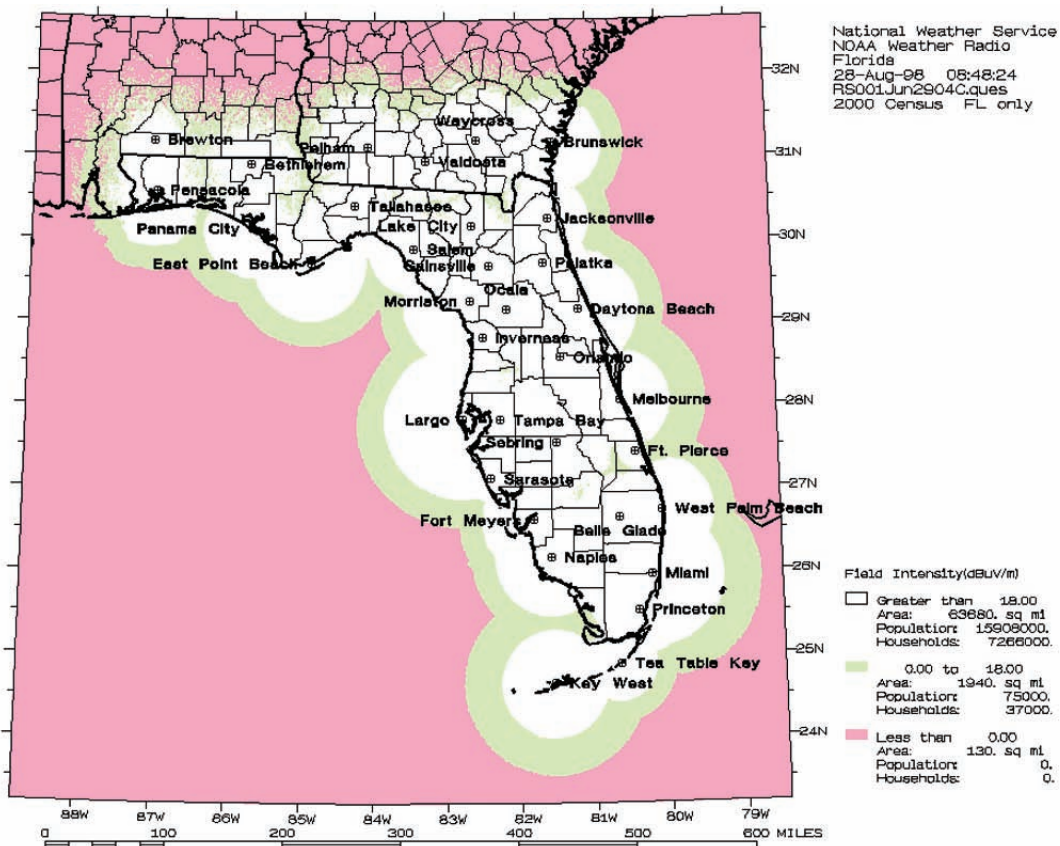 National Weather Service
NOAA Weather Radio
Florida
28-Aug-98 08:48:24
RS001Jun2904C.ques
2000 Census FL only
32N
31N
30N
29N
28N
27N
26N
25N
24N
Waycross
Brewton
Pelham
Brunswick
Bethlehem
Valdosta
Pensacola
Tallahasee
Jacksonville
Panama City
Lake City
Salem
East Point Beach
Gainsville
Palatka
Ocala
Morriston
Daytona Beach
Inverness
Orlando
Melbourne
Largo
Tampa Bay
Sebring
Ft. Pierce
Sarasota
West Palm Beach
Fort Meyers
Belle Glade
Naples
Miami
Princeton
Tea Table Key
Key West
Field Intensity(dBuV/m)
Greater than 18.00
Area: 63680. sq mi
Population: 15908000.
Households: 7266000.
0.00 to 18.00
Area: 1940. sq mi
Population: 75000.
Households: 37000.
Less than 0.00
Area: 130. sq mi
Population: 0.
Households: 0.
88W 87W 86W 85W 84W 83W 82W 81W 80W 79W
0 100 200 300 400 500 600 MILES